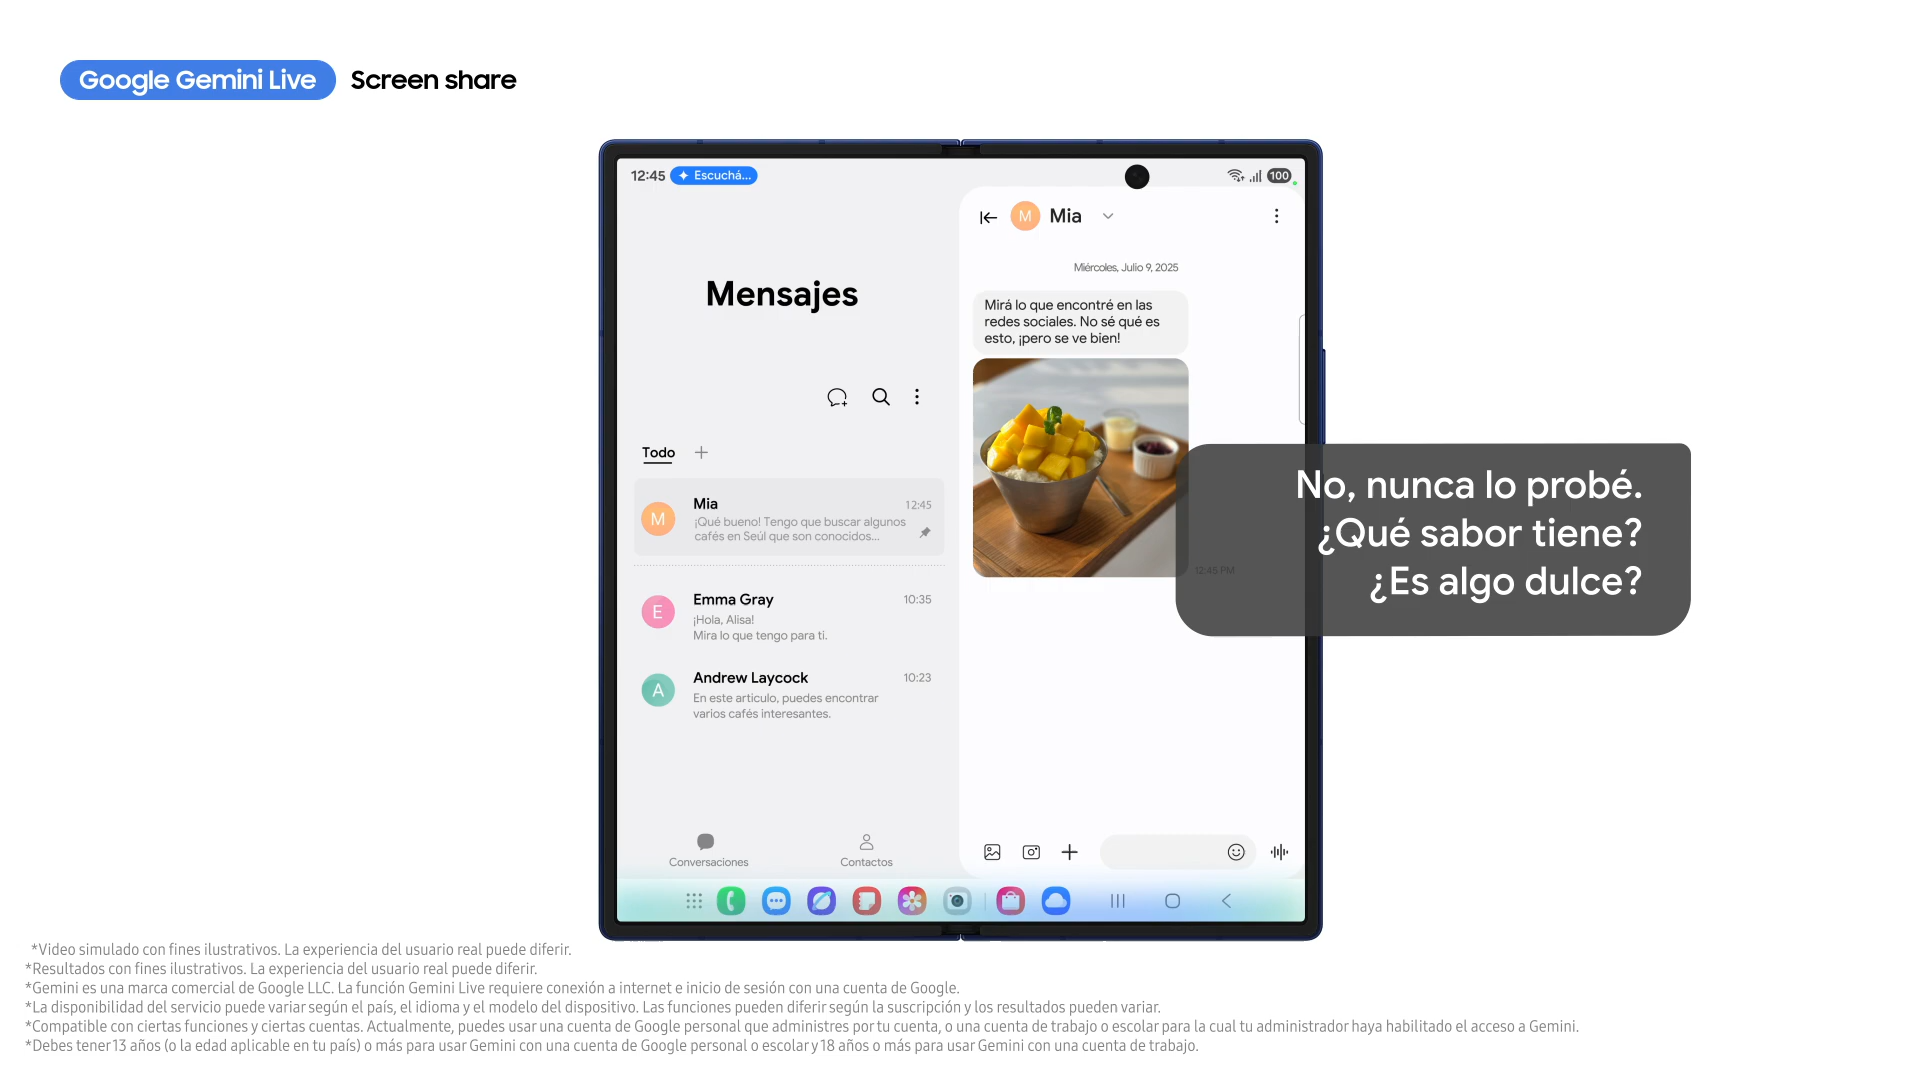 Google Gemini Live Screen share
12:45 Escuchá...
100
Mensajes
Todo
M
Mia
12:45
¡Qué bueno! Tengo que buscar algunos
cafés en Seúl que son conocidos...
E
Emma Gray
10:35
¡Hola, Alisa!
Mira lo que tengo para ti.
A
Andrew Laycock
10:23
En este articulo, puedes encontrar
varios cafés interesantes.
Conversaciones
Contactos
M
Mia
Miércoles, Julio 9, 2025
Mirá lo que encontré en las
redes sociales. No sé qué es
esto, ¡pero se ve bien!
12:45 PM
No, nunca lo probé.
¿Qué sabor tiene?
¿Es algo dulce?
*Video simulado con fines ilustrativos. La experiencia del usuario real puede diferir.
*Resultados con fines ilustrativos. La experiencia del usuario real puede diferir.
*Gemini es una marca comercial de Google LLC. La función Gemini Live requiere conexión a internet e inicio de sesión con una cuenta de Google.
*La disponibilidad del servicio puede variar según el país, el idioma y el modelo del dispositivo. Las funciones pueden diferir según la suscripción y los resultados pueden variar.
*Compatible con ciertas funciones y ciertas cuentas. Actualmente, puedes usar una cuenta de Google personal que administres por tu cuenta, o una cuenta de trabajo o escolar para la cual tu administrador haya habilitado el acceso a Gemini.
*Debes tener 13 años (o la edad aplicable en tu país) o más para usar Gemini con una cuenta de Google personal o escolar y 18 años o más para usar Gemini con una cuenta de trabajo.